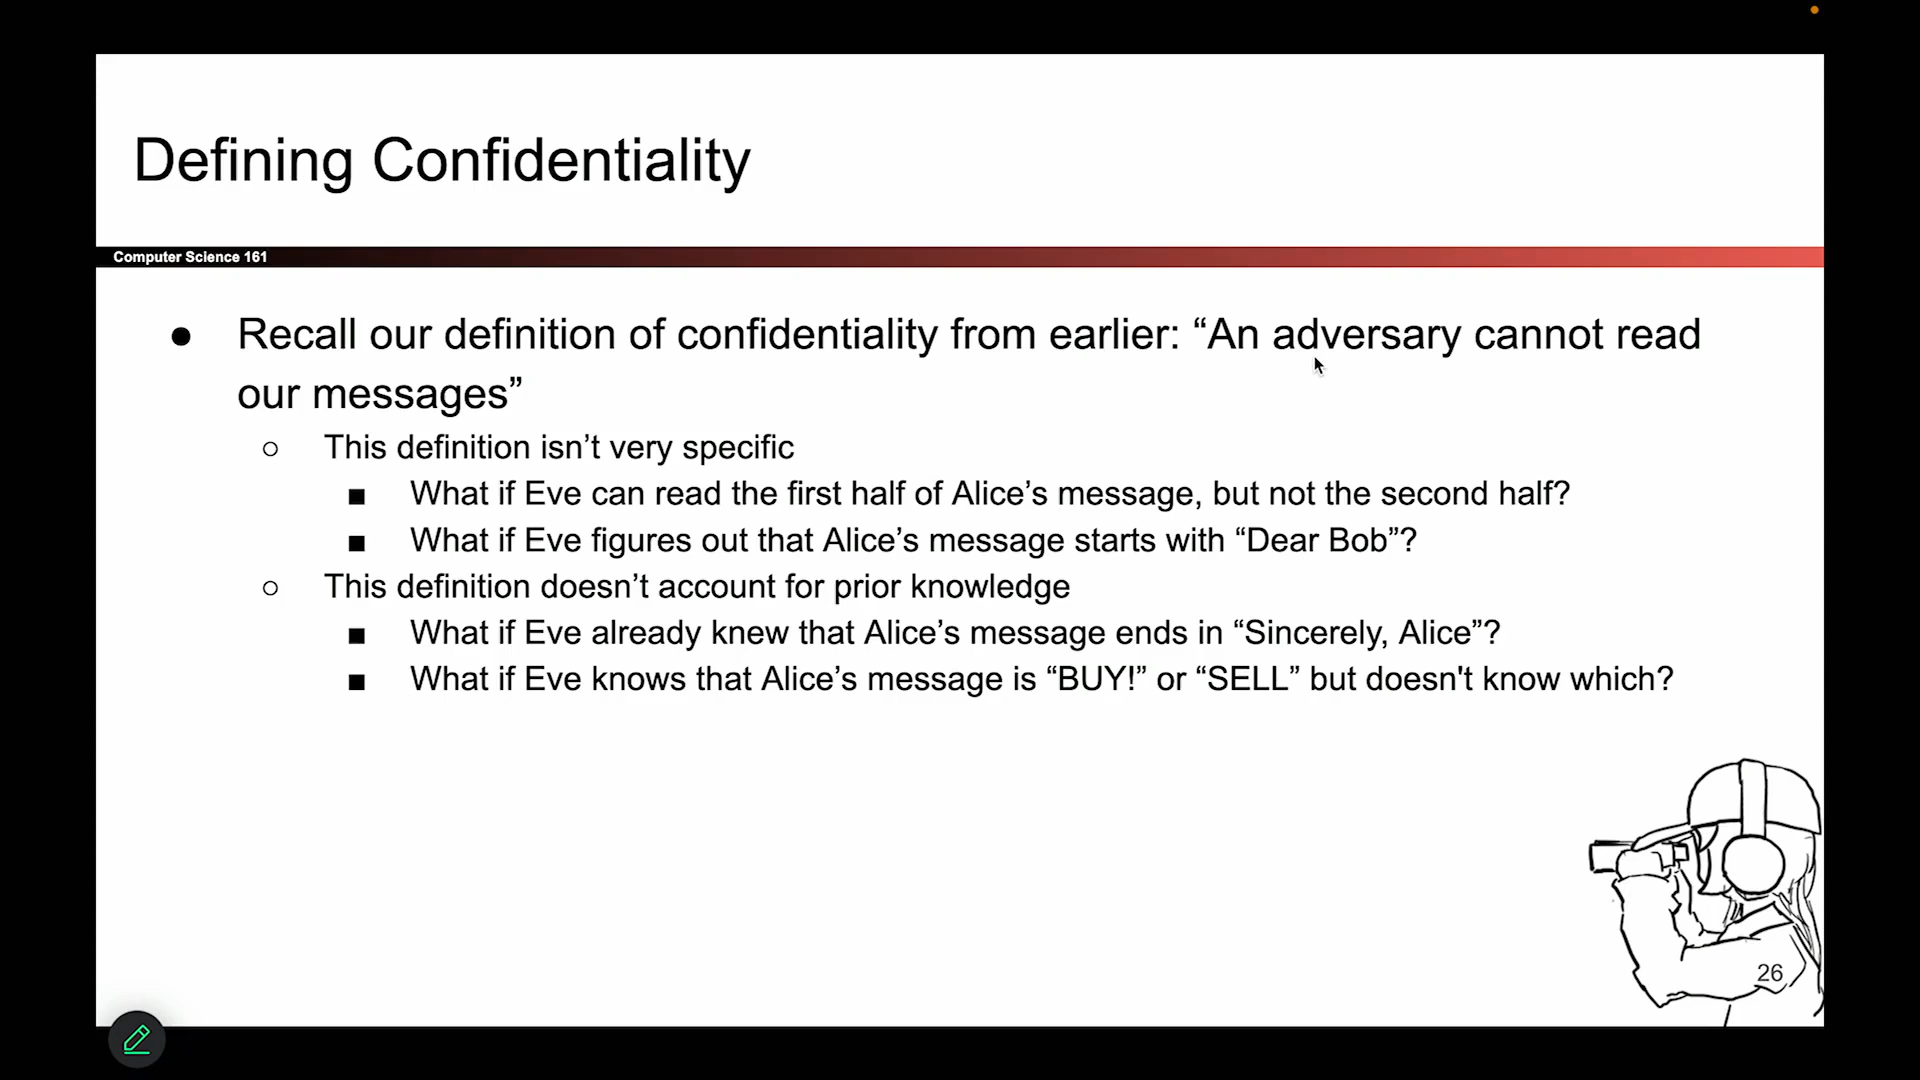 Defining Confidentiality
Computer Science 161
● Recall our definition of confidentiality from earlier: “An adversary cannot read
our messages”
○ This definition isn’t very specific
■ What if Eve can read the first half of Alice’s message, but not the second half?
■ What if Eve figures out that Alice’s message starts with “Dear Bob”?
○ This definition doesn’t account for prior knowledge
■ What if Eve already knew that Alice’s message ends in “Sincerely, Alice”?
■ What if Eve knows that Alice’s message is “BUY!” or “SELL” but doesn't know which?
26